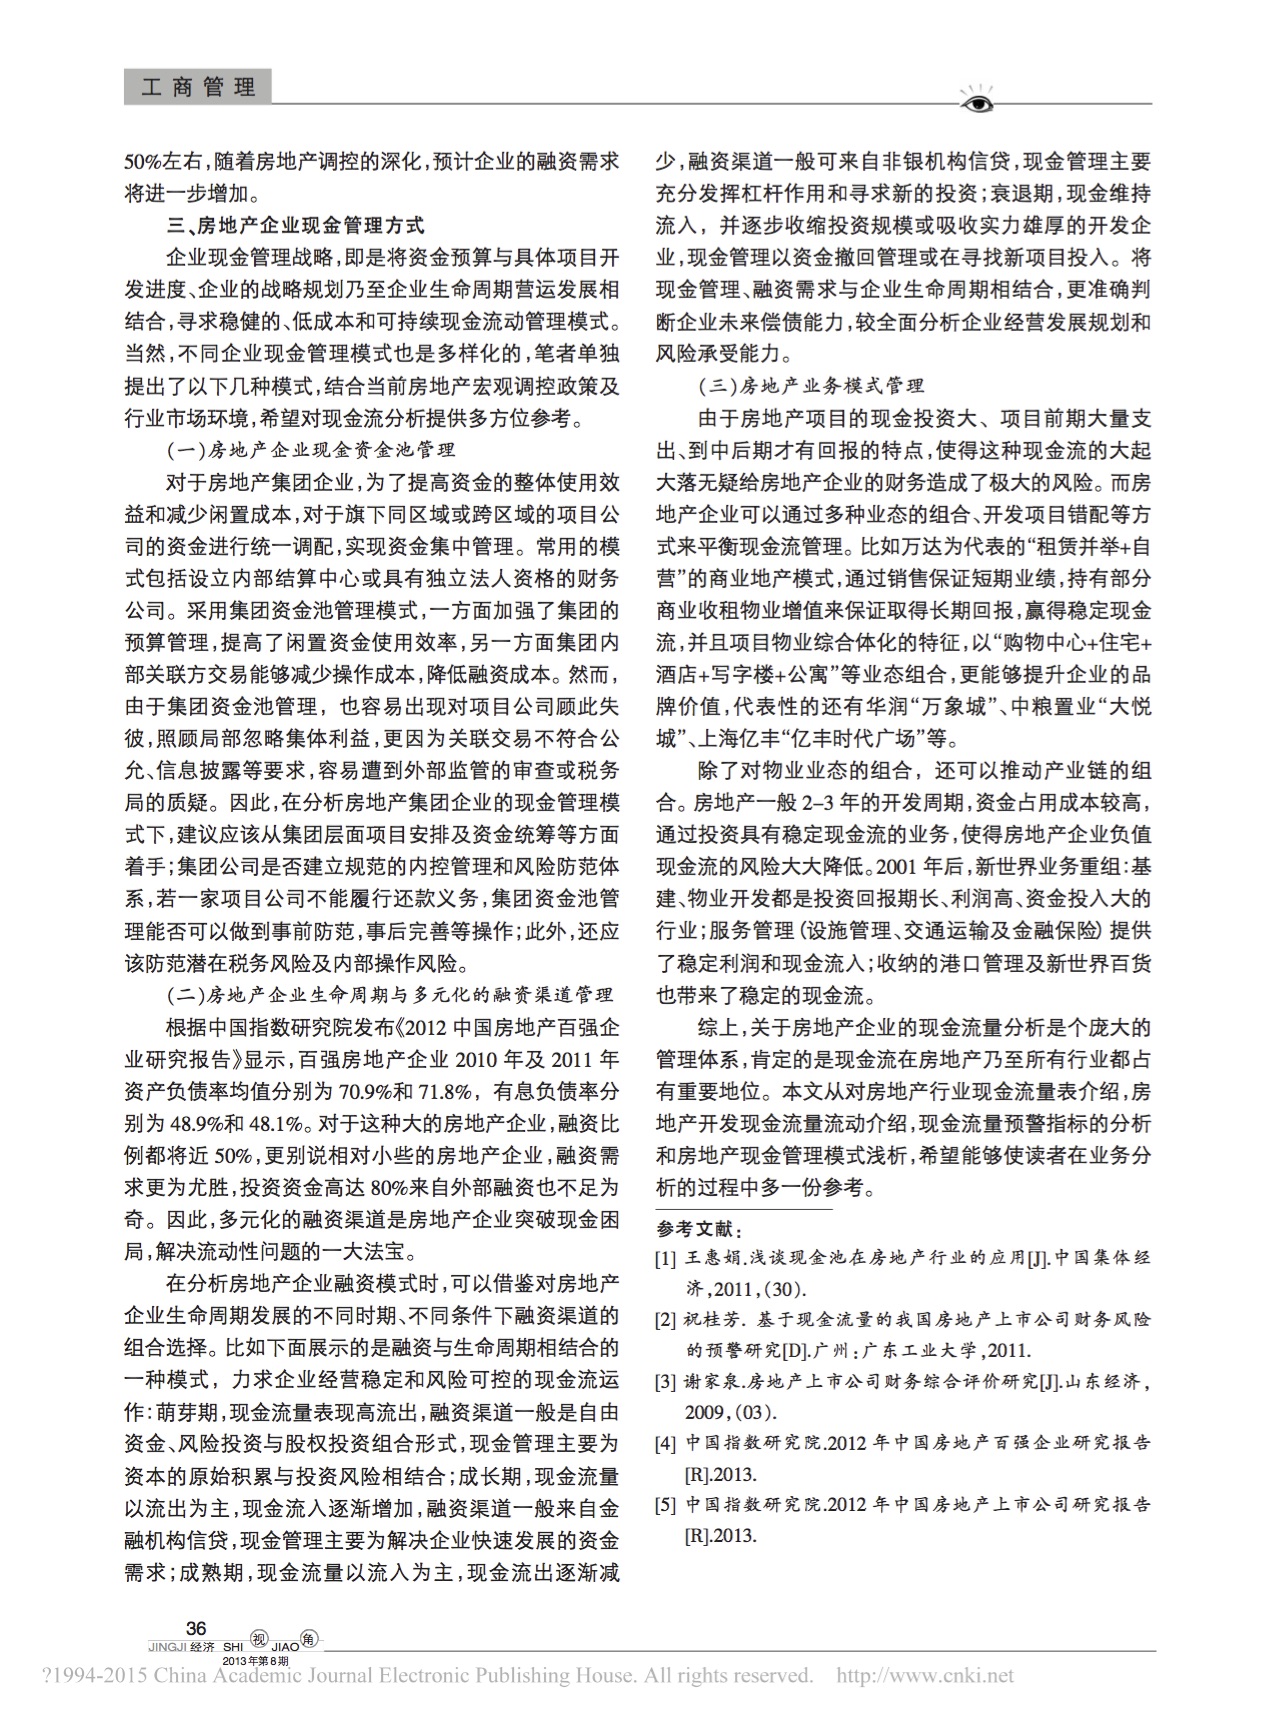 工商管理
50%左右,随着房地产调控的深化,预计企业的融资需求
将进一步增加。
三、房地产企业现金管理方式
企业现金管理战略,即是将资金预算与具体项目开
发进度、企业的战略规划乃至企业生命周期营运发展相
结合,寻求稳健的、低成本和可持续现金流动管理模式。
当然,不同企业现金管理模式也是多样化的,笔者单独
提出了以下几种模式,结合当前房地产宏观调控政策及
行业市场环境,希望对现金流分析提供多方位参考。
(一)房地产企业现金资金池管理
对于房地产集团企业,为了提高资金的整体使用效
益和减少闲置成本,对于旗下同区域或跨区域的项目公
司的资金进行统一调配,实现资金集中管理。常用的模
式包括设立内部结算中心或具有独立法人资格的财务
公司。采用集团资金池管理模式,一方面加强了集团的
预算管理,提高了闲置资金使用效率,另一方面集团内
部关联方交易能够减少操作成本,降低融资成本。然而,
由于集团资金池管理，也容易出现对项目公司顾此失
彼,照顾局部忽略集体利益,更因为关联交易不符合公
允、信息披露等要求,容易遭到外部监管的审查或税务
局的质疑。因此,在分析房地产集团企业的现金管理模
式下,建议应该从集团层面项目安排及资金统筹等方面
着手;集团公司是否建立规范的内控管理和风险防范体
系,若一家项目公司不能履行还款义务,集团资金池管
理能否可以做到事前防范,事后完善等操作;此外,还应
该防范潜在税务风险及内部操作风险。
(二)房地产企业生命周期与多元化的融资渠道管理
根据中国指数研究院发布《2012 中国房地产百强企
业研究报告》显示,百强房地产企业 2010 年及 2011 年
资产负债率均值分别为 70.9%和 71.8%，有息负债率分
别为 48.9%和 48.1%。对于这种大的房地产企业,融资比
例都将近 50%,更别说相对小些的房地产企业,融资需
求更为尤胜,投资资金高达 80%来自外部融资也不足为
奇。因此,多元化的融资渠道是房地产企业突破现金困
局,解决流动性问题的一大法宝。
在分析房地产企业融资模式时,可以借鉴对房地产
企业生命周期发展的不同时期、不同条件下融资渠道的
组合选择。比如下面展示的是融资与生命周期相结合的
一种模式，力求企业经营稳定和风险可控的现金流运
作:萌芽期,现金流量表现高流出,融资渠道一般是自由
资金、风险投资与股权投资组合形式,现金管理主要为
资本的原始积累与投资风险相结合;成长期,现金流量
以流出为主,现金流入逐渐增加,融资渠道一般来自金
融机构信贷,现金管理主要为解决企业快速发展的资金
需求;成熟期,现金流量以流入为主,现金流出逐渐减
少,融资渠道一般可来自非银机构信贷,现金管理主要
充分发挥杠杆作用和寻求新的投资;衰退期,现金维持
流入，并逐步收缩投资规模或吸收实力雄厚的开发企
业,现金管理以资金撤回管理或在寻找新项目投入。将
现金管理、融资需求与企业生命周期相结合,更准确判
断企业未来偿债能力,较全面分析企业经营发展规划和
风险承受能力。
(三)房地产业务模式管理
由于房地产项目的现金投资大、项目前期大量支
出、到中后期才有回报的特点,使得这种现金流的大起
大落无疑给房地产企业的财务造成了极大的风险。而房
地产企业可以通过多种业态的组合、开发项目错配等方
式来平衡现金流管理。比如万达为代表的“租赁并举+自
营”的商业地产模式,通过销售保证短期业绩,持有部分
商业收租物业增值来保证取得长期回报,赢得稳定现金
流,并且项目物业综合体化的特征,以“购物中心+住宅+
酒店+写字楼+公寓”等业态组合,更能够提升企业的品
牌价值,代表性的还有华润“万象城”、中粮置业“大悦
城”、上海亿丰“亿丰时代广场”等。
除了对物业业态的组合，还可以推动产业链的组
合。房地产一般 2–3 年的开发周期,资金占用成本较高,
通过投资具有稳定现金流的业务,使得房地产企业负值
现金流的风险大大降低。2001 年后,新世界业务重组:基
建、物业开发都是投资回报期长、利润高、资金投入大的
行业;服务管理(设施管理、交通运输及金融保险)提供
了稳定利润和现金流入;收纳的港口管理及新世界百货
也带来了稳定的现金流。
综上,关于房地产企业的现金流量分析是个庞大的
管理体系,肯定的是现金流在房地产乃至所有行业都占
有重要地位。本文从对房地产行业现金流量表介绍,房
地产开发现金流量流动介绍,现金流量预警指标的分析
和房地产现金管理模式浅析,希望能够使读者在业务分
析的过程中多一份参考。
参考文献:
[1] 王惠娟.浅谈现金池在房地产行业的应用[J].中国集体经
济,2011,(30).
[2] 祝桂芳. 基于现金流量的我国房地产上市公司财务风险
的预警研究[D].广州:广东工业大学,2011.
[3] 谢家泉.房地产上市公司财务综合评价研究[J].山东经济,
2009,(03).
[4] 中国指数研究院.2012 年中国房地产百强企业研究报告
[R].2013.
[5] 中国指数研究院.2012 年中国房地产上市公司研究报告
[R].2013.
36
JINGJI 经济 SHI 视 JIAO 角
2013年第8期
?1994-2015 China Academic Journal Electronic Publishing House. All rights reserved. http://www.cnki.net